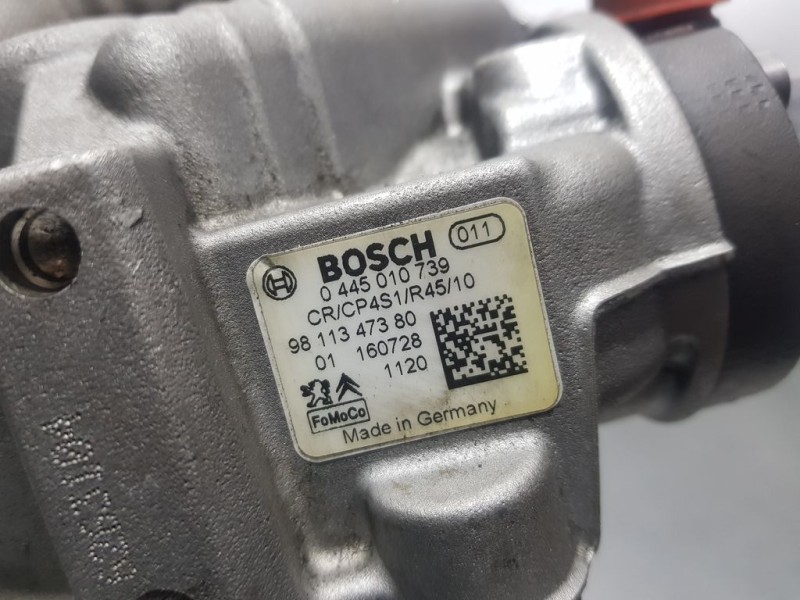 BOSCH 011
0 445 010 739
CR/CP4S1/R45/10
98 113 473 80
01 160728
1120
FoMoCo
Made in Germany